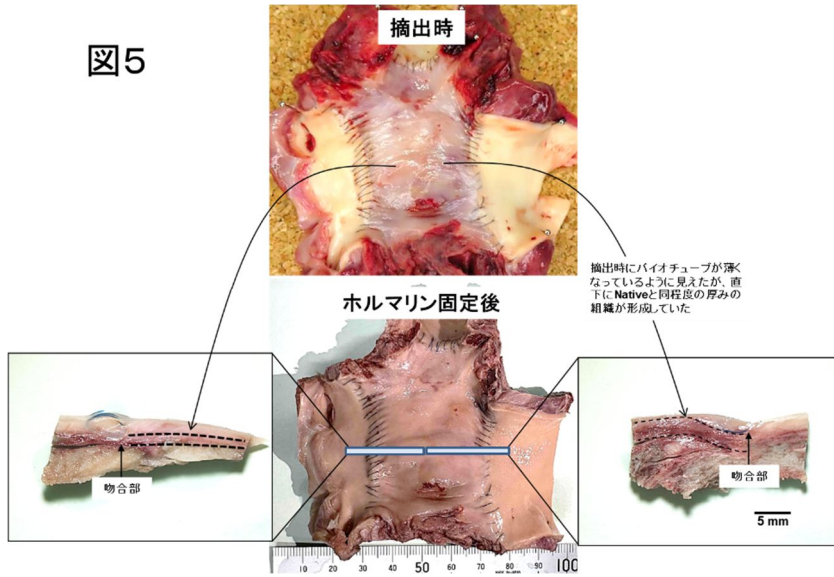 図5
摘出時
摘出時にバイオチューブが薄く
なっているように見えたが、直
下にNativeと同程度の厚みの
組織が形成していた
ホルマリン固定後
吻合部
吻合部
5 mm
10 20 30 40 50 60 70 80 90 100